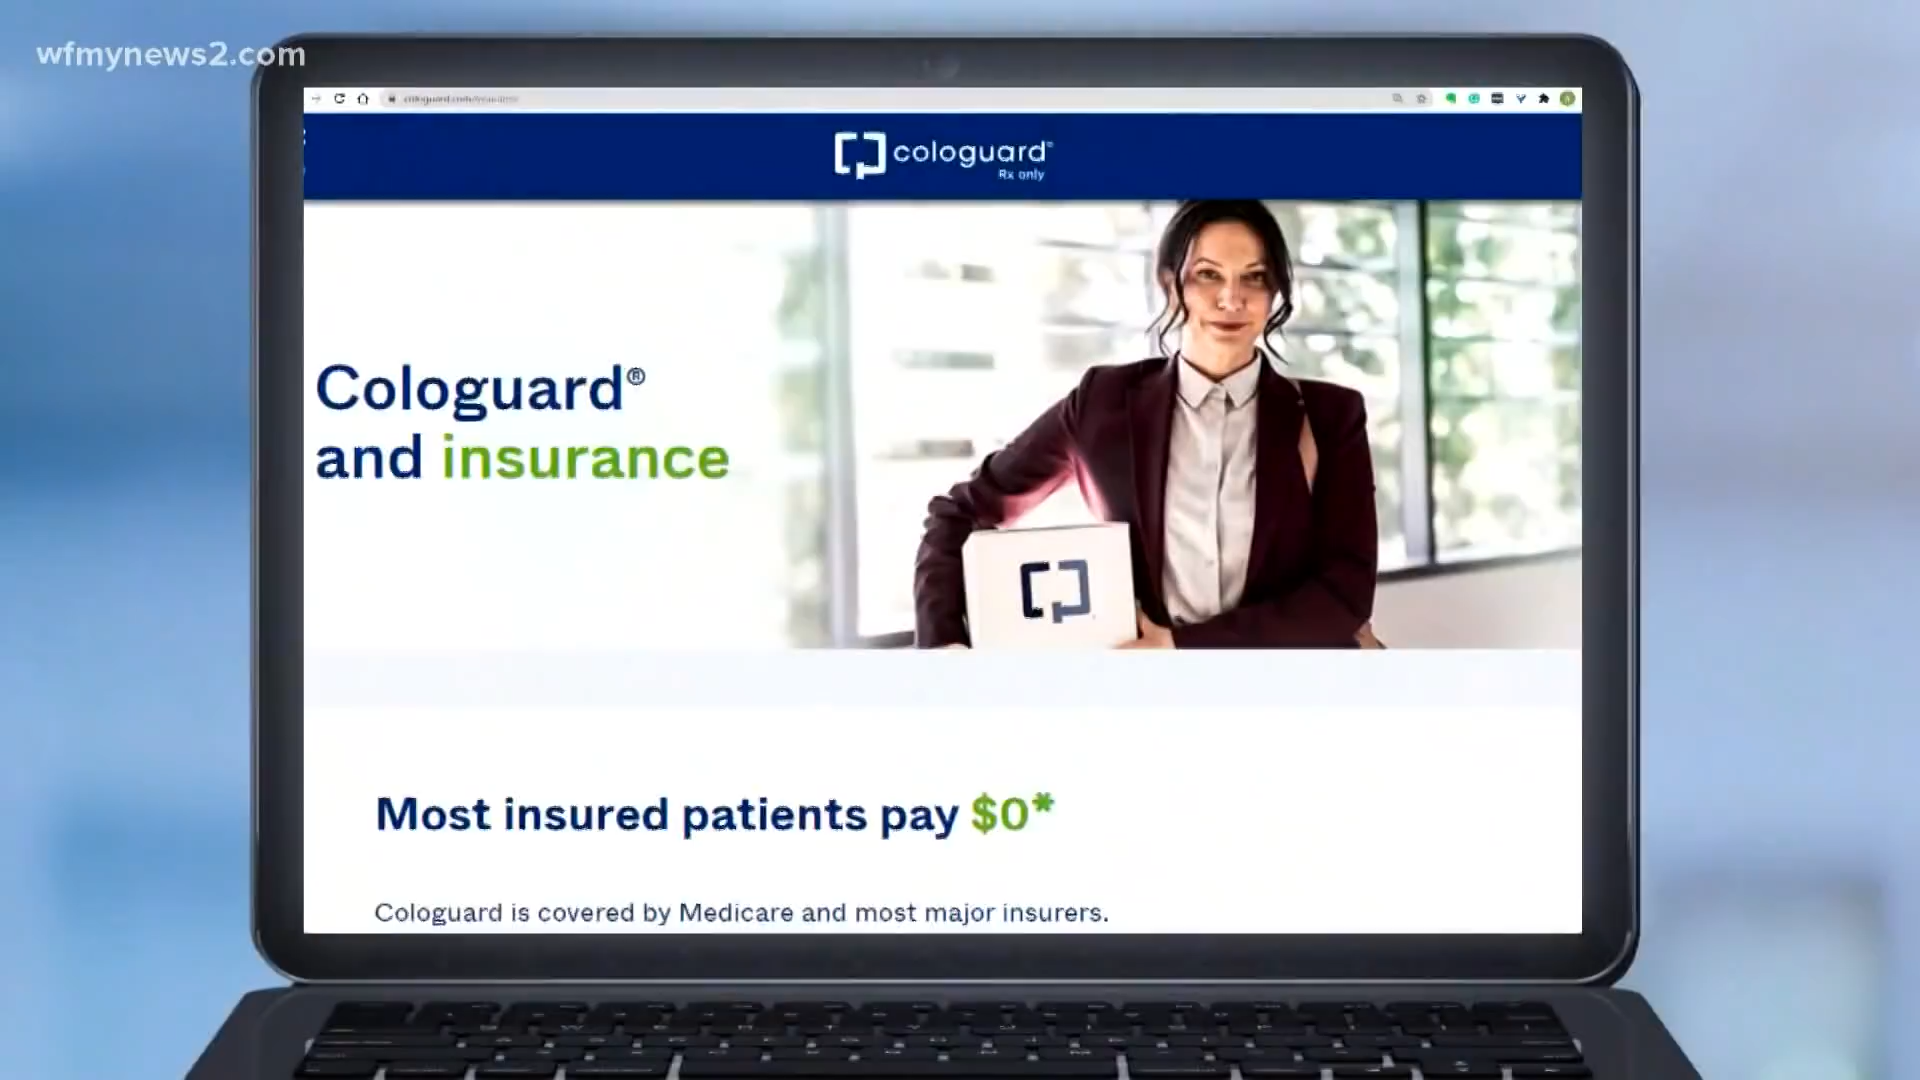 wfmynews2.com
cologuard®
Rx only
Cologuard®
and insurance
Most insured patients pay $0*
Cologuard is covered by Medicare and most major insurers.